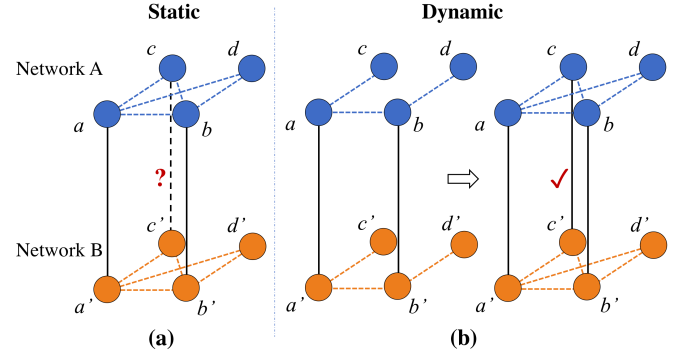 Static
Dynamic
c d c d c d
Network A
a b a b a b
? ✓
c’ d’ c’ d’ c’ d’
Network B
a’ b’ a’ b’ a’ b’
(a) (b)